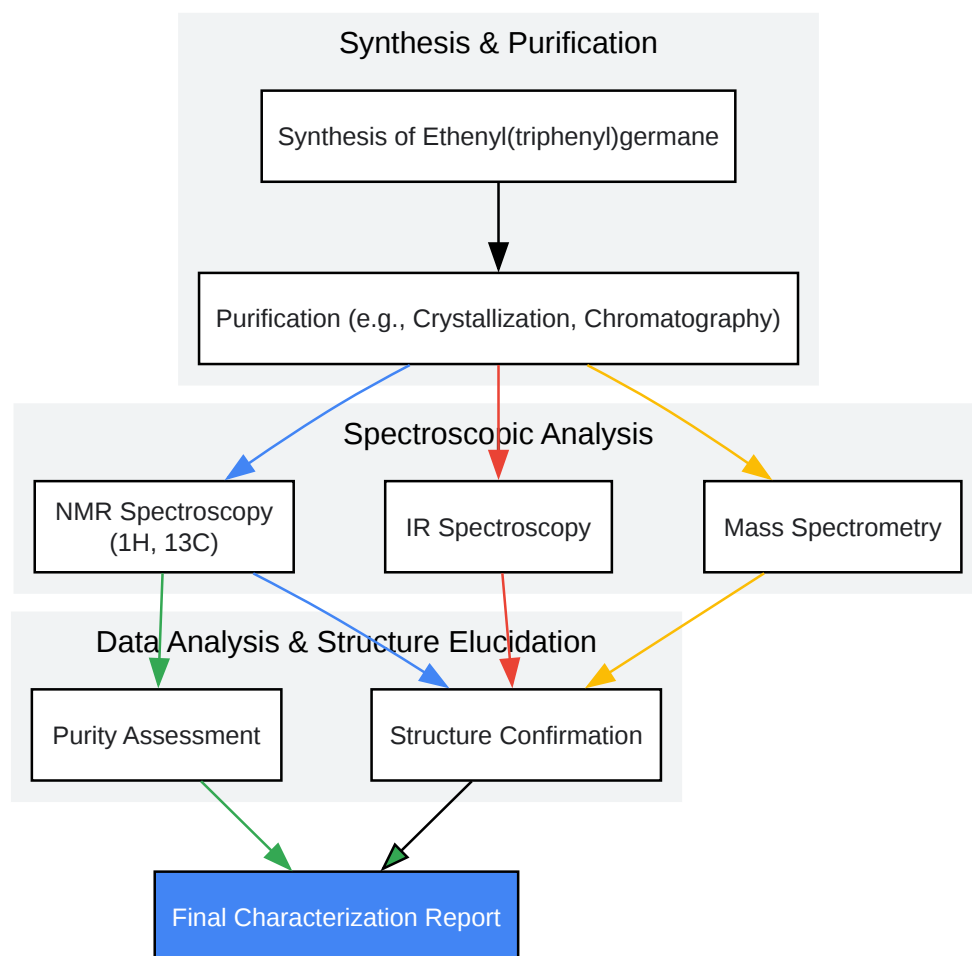 Synthesis & Purification
Synthesis of Ethenyl(triphenyl)germane
Purification (e.g., Crystallization, Chromatography)
Spectroscopic Analysis
NMR Spectroscopy
(1H, 13C)
IR Spectroscopy
Mass Spectrometry
Data Analysis & Structure Elucidation
Purity Assessment
Structure Confirmation
Final Characterization Report